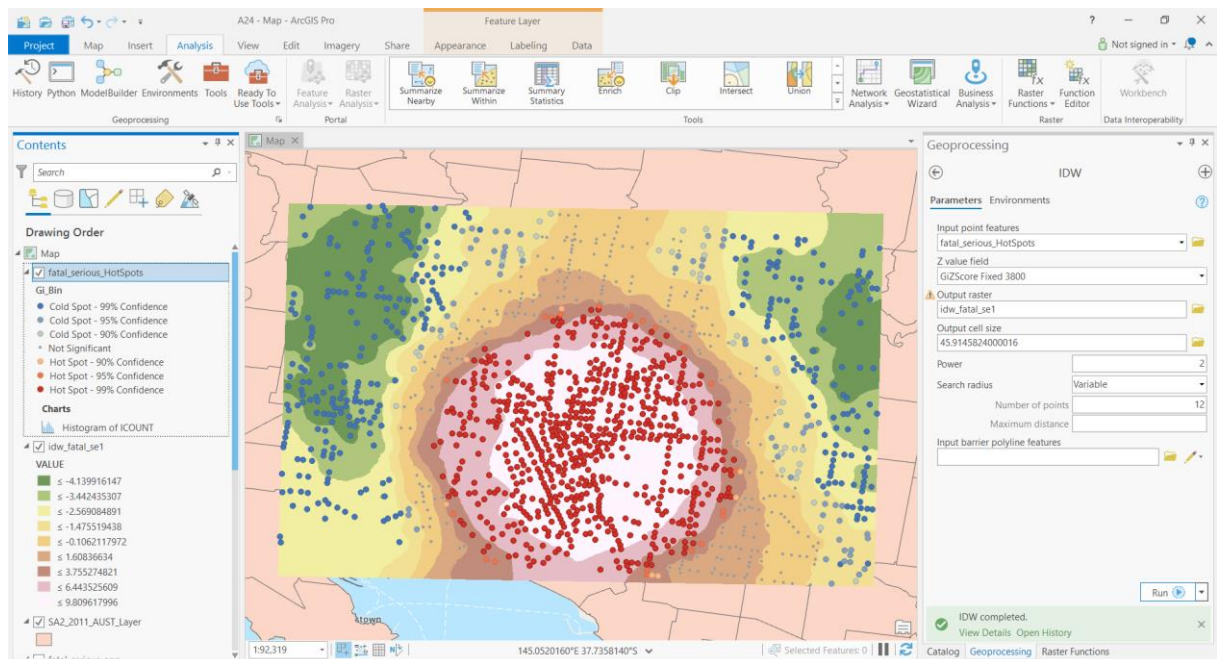 A24 - Map - ArcGIS Pro
Feature Layer
?
Project Map Insert Analysis View Edit Imagery Share Appearance Labeling Data
Not signed in
History Python ModelBuilder Environments Tools Ready To Use Tools
Feature Analysis Raster Analysis
Summarize Nearby Summarize Within Summary Statistics Enrich Clip Intersect Union
Network Analysis Geostatistical Wizard Business Analysis
Raster Functions Function Editor
Workbench
Geoprocessing Portal Tools Raster Data Interoperability
Contents
Search
Drawing Order
Map
fatal_serious_HotSpots
Gi_Bin
Cold Spot - 99% Confidence
Cold Spot - 95% Confidence
Cold Spot - 90% Confidence
Not Significant
Hot Spot - 90% Confidence
Hot Spot - 95% Confidence
Hot Spot - 99% Confidence
Charts
Histogram of ICOUNT
idw_fatal_se1
VALUE
≤ -4.139916147
≤ -3.442435307
≤ -2.569084891
≤ -1.475519438
≤ -0.1062117972
≤ 1.60836634
≤ 3.755274821
≤ 6.443525609
≤ 9.809617996
SA2_2011_AUST_Layer
Map
stown
1:92,319
145.0520160°E 37.7358140°S
Selected Features: 0
Geoprocessing
IDW
Parameters Environments
Input point features
fatal_serious_HotSpots
Z value field
GiZScore Fixed 3800
Output raster
idw_fatal_se1
Output cell size
45.9145824000016
Power 2
Search radius Variable
Number of points 12
Maximum distance
Input barrier polyline features
Run
IDW completed.
View Details Open History
Catalog Geoprocessing Raster Functions